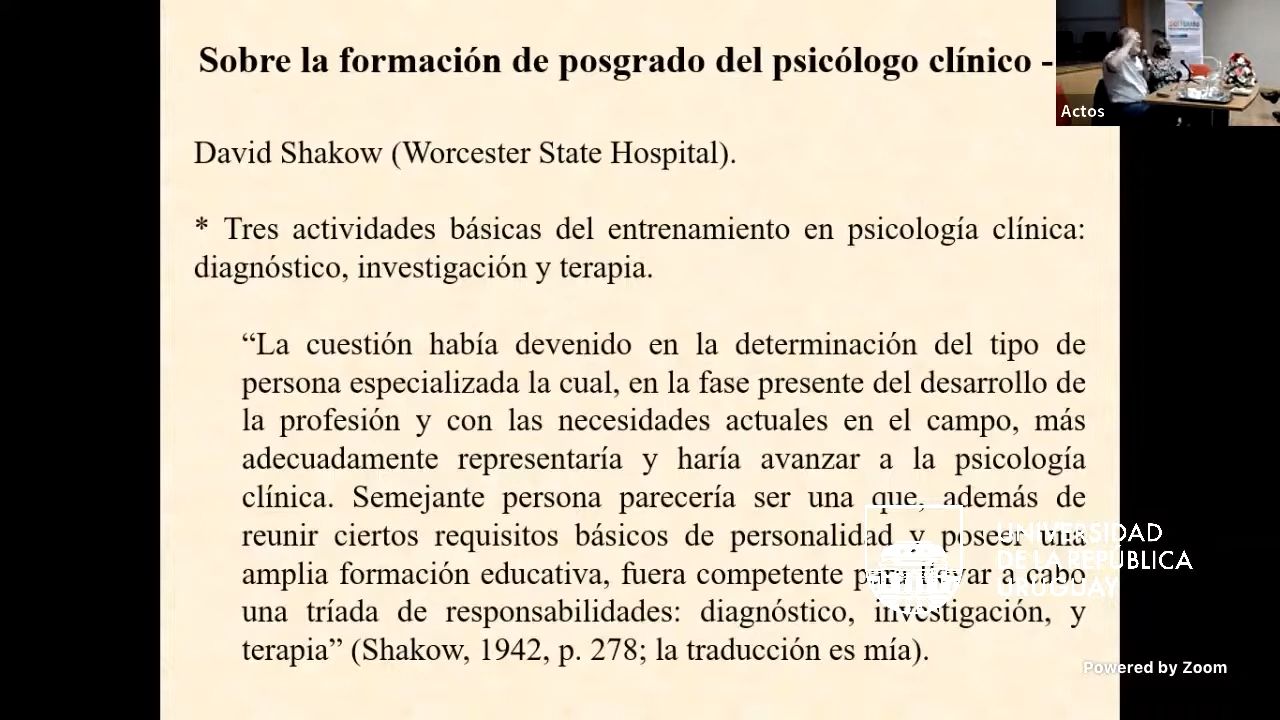 Sobre la formación de posgrado del psicólogo clínico -
Actos
David Shakow (Worcester State Hospital).
* Tres actividades básicas del entrenamiento en psicología clínica:
diagnóstico, investigación y terapia.
“La cuestión había devenido en la determinación del tipo de
persona especializada la cual, en la fase presente del desarrollo de
la profesión y con las necesidades actuales en el campo, más
adecuadamente representaría y haría avanzar a la psicología
clínica. Semejante persona parecería ser una que, además de
reunir ciertos requisitos básicos de personalidad y poseer una
amplia formación educativa, fuera competente para llevar a cabo
una tríada de responsabilidades: diagnóstico, investigación, y
terapia” (Shakow, 1942, p. 278; la traducción es mía).
UNIVERSIDAD
DE LA REPÚBLICA
URUGUAY
Powered by Zoom